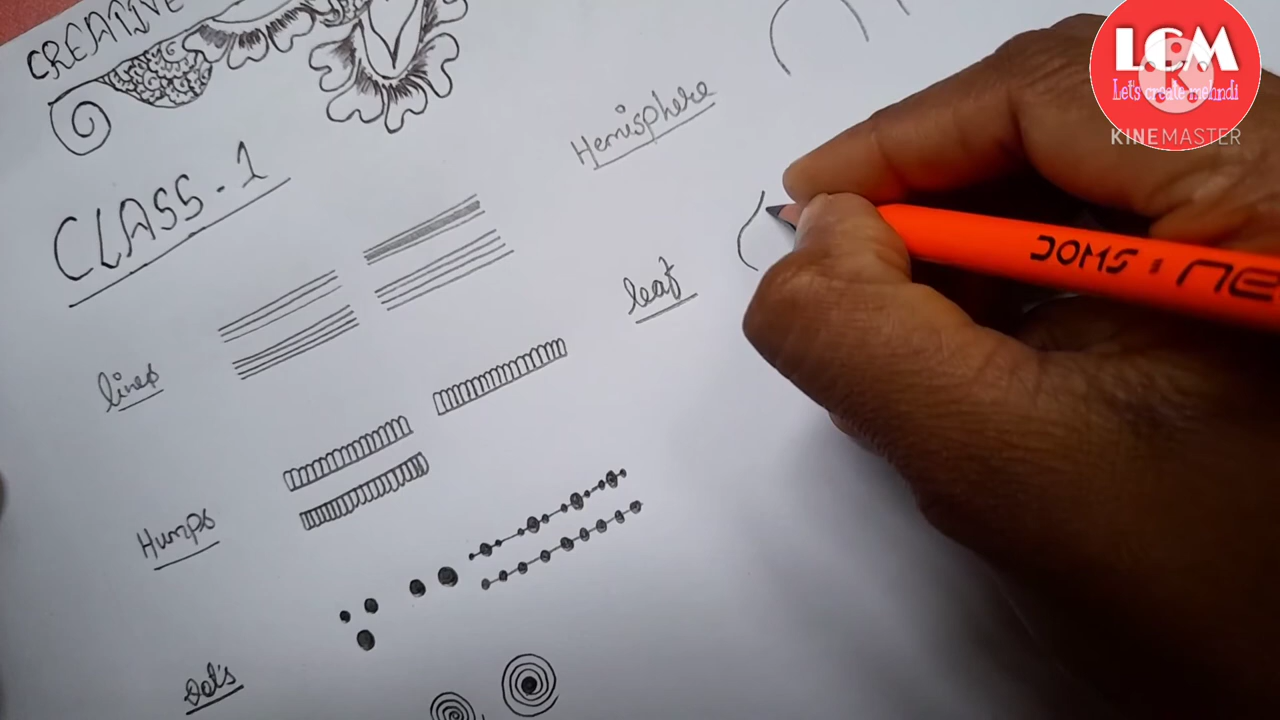 CREATIVE
CLASS-1
lines
Humps
Dot's
Hemisphere
leaf
DOMS
LCM
Let's create mehndi
KINEMASTER